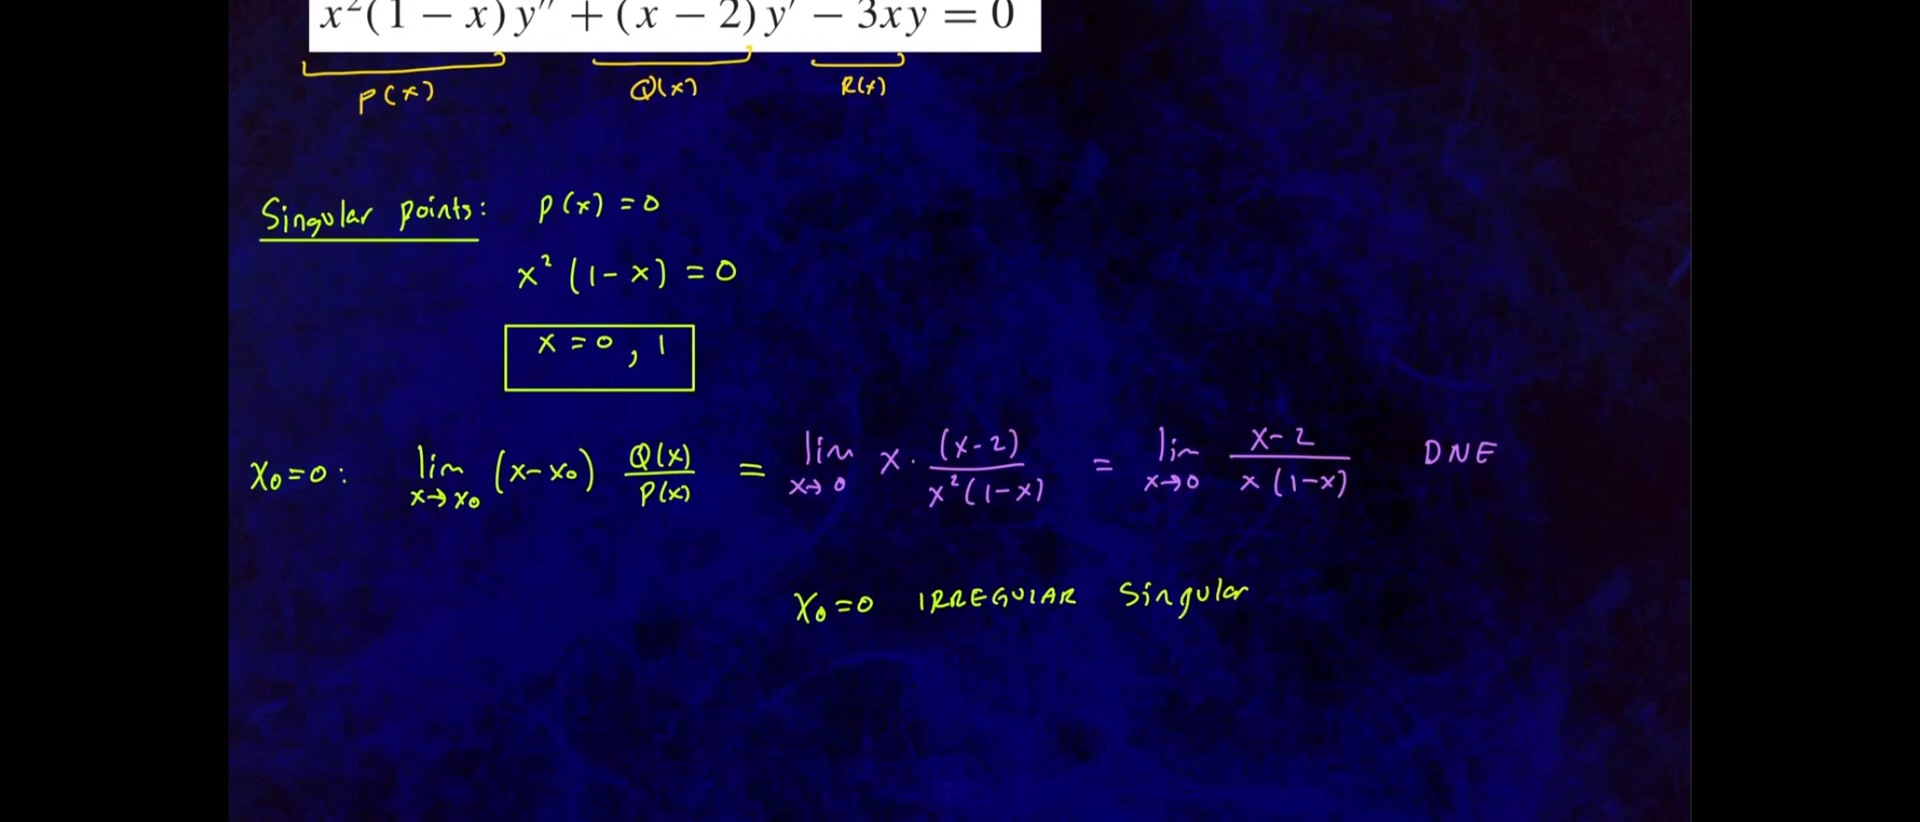 x²(1 − x)y″ + (x − 2)y′ − 3xy = 0
P(x) Q(x) R(x)
Singular points: P(x) = 0
x² (1 - x) = 0
x = 0 , 1
x₀ = 0 : lim x→x₀ (x - x₀) Q(x)/P(x) = lim x→0 x · (x-2)/x²(1-x) = lim x→0 x-2/x(1-x) DNE
x₀ = 0 IRREGULAR Singular